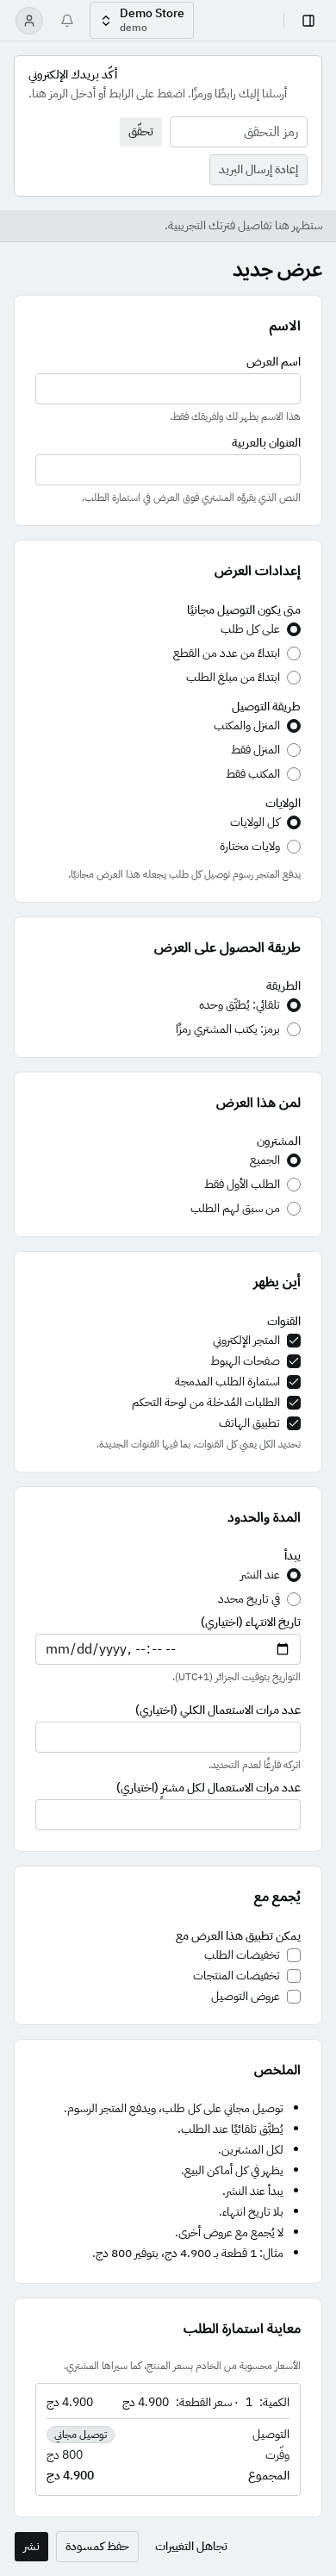 Demo Store
demo
أكّد بريدك الإلكتروني
أرسلنا إليك رابطًا ورمزًا. اضغط على الرابط أو أدخل الرمز هنا.
رمز التحقق
تحقّق
إعادة إرسال البريد
ستظهر هنا تفاصيل فترتك التجريبية.
عرض جديد
الاسم
اسم العرض
هذا الاسم يظهر لك ولفريقك فقط.
العنوان بالعربية
النص الذي يقرؤه المشتري فوق العرض في استمارة الطلب.
إعدادات العرض
متى يكون التوصيل مجانيًا
على كل طلب
ابتداءً من عدد من القطع
ابتداءً من مبلغ الطلب
طريقة التوصيل
المنزل والمكتب
المنزل فقط
المكتب فقط
الولايات
كل الولايات
ولايات مختارة
يدفع المتجر رسوم توصيل كل طلب يجعله هذا العرض مجانيًا.
طريقة الحصول على العرض
الطريقة
تلقائي: يُطبَّق وحده
برمز: يكتب المشتري رمزًا
لمن هذا العرض
المشترون
الجميع
الطلب الأول فقط
من سبق لهم الطلب
أين يظهر
القنوات
المتجر الإلكتروني
صفحات الهبوط
استمارة الطلب المدمجة
الطلبات المُدخلة من لوحة التحكم
تطبيق الهاتف
تحديد الكل يعني كل القنوات، بما فيها القنوات الجديدة.
المدة والحدود
يبدأ
عند النشر
في تاريخ محدد
تاريخ الانتهاء (اختياري)
mm/dd/yyyy, --:-- --
التواريخ بتوقيت الجزائر (UTC+1).
عدد مرات الاستعمال الكلي (اختياري)
اتركه فارغًا لعدم التحديد.
عدد مرات الاستعمال لكل مشترٍ (اختياري)
يُجمع مع
يمكن تطبيق هذا العرض مع
تخفيضات الطلب
تخفيضات المنتجات
عروض التوصيل
الملخص
توصيل مجاني على كل طلب، ويدفع المتجر الرسوم.
يُطبَّق تلقائيًا عند الطلب.
لكل المشترين.
يظهر في كل أماكن البيع.
يبدأ عند النشر.
بلا تاريخ انتهاء.
لا يُجمع مع عروض أخرى.
مثال: 1 قطعة بـ 4.900 دج، بتوفير 800 دج.
معاينة استمارة الطلب
الأسعار محسوبة من الخادم بسعر المنتج، كما سيراها المشتري.
الكمية: 1 · سعر القطعة: 4.900 دج 4.900 دج
التوصيل توصيل مجاني
وفّرت 800 دج
المجموع 4.900 دج
تجاهل التغييرات
حفظ كمسودة
نشر